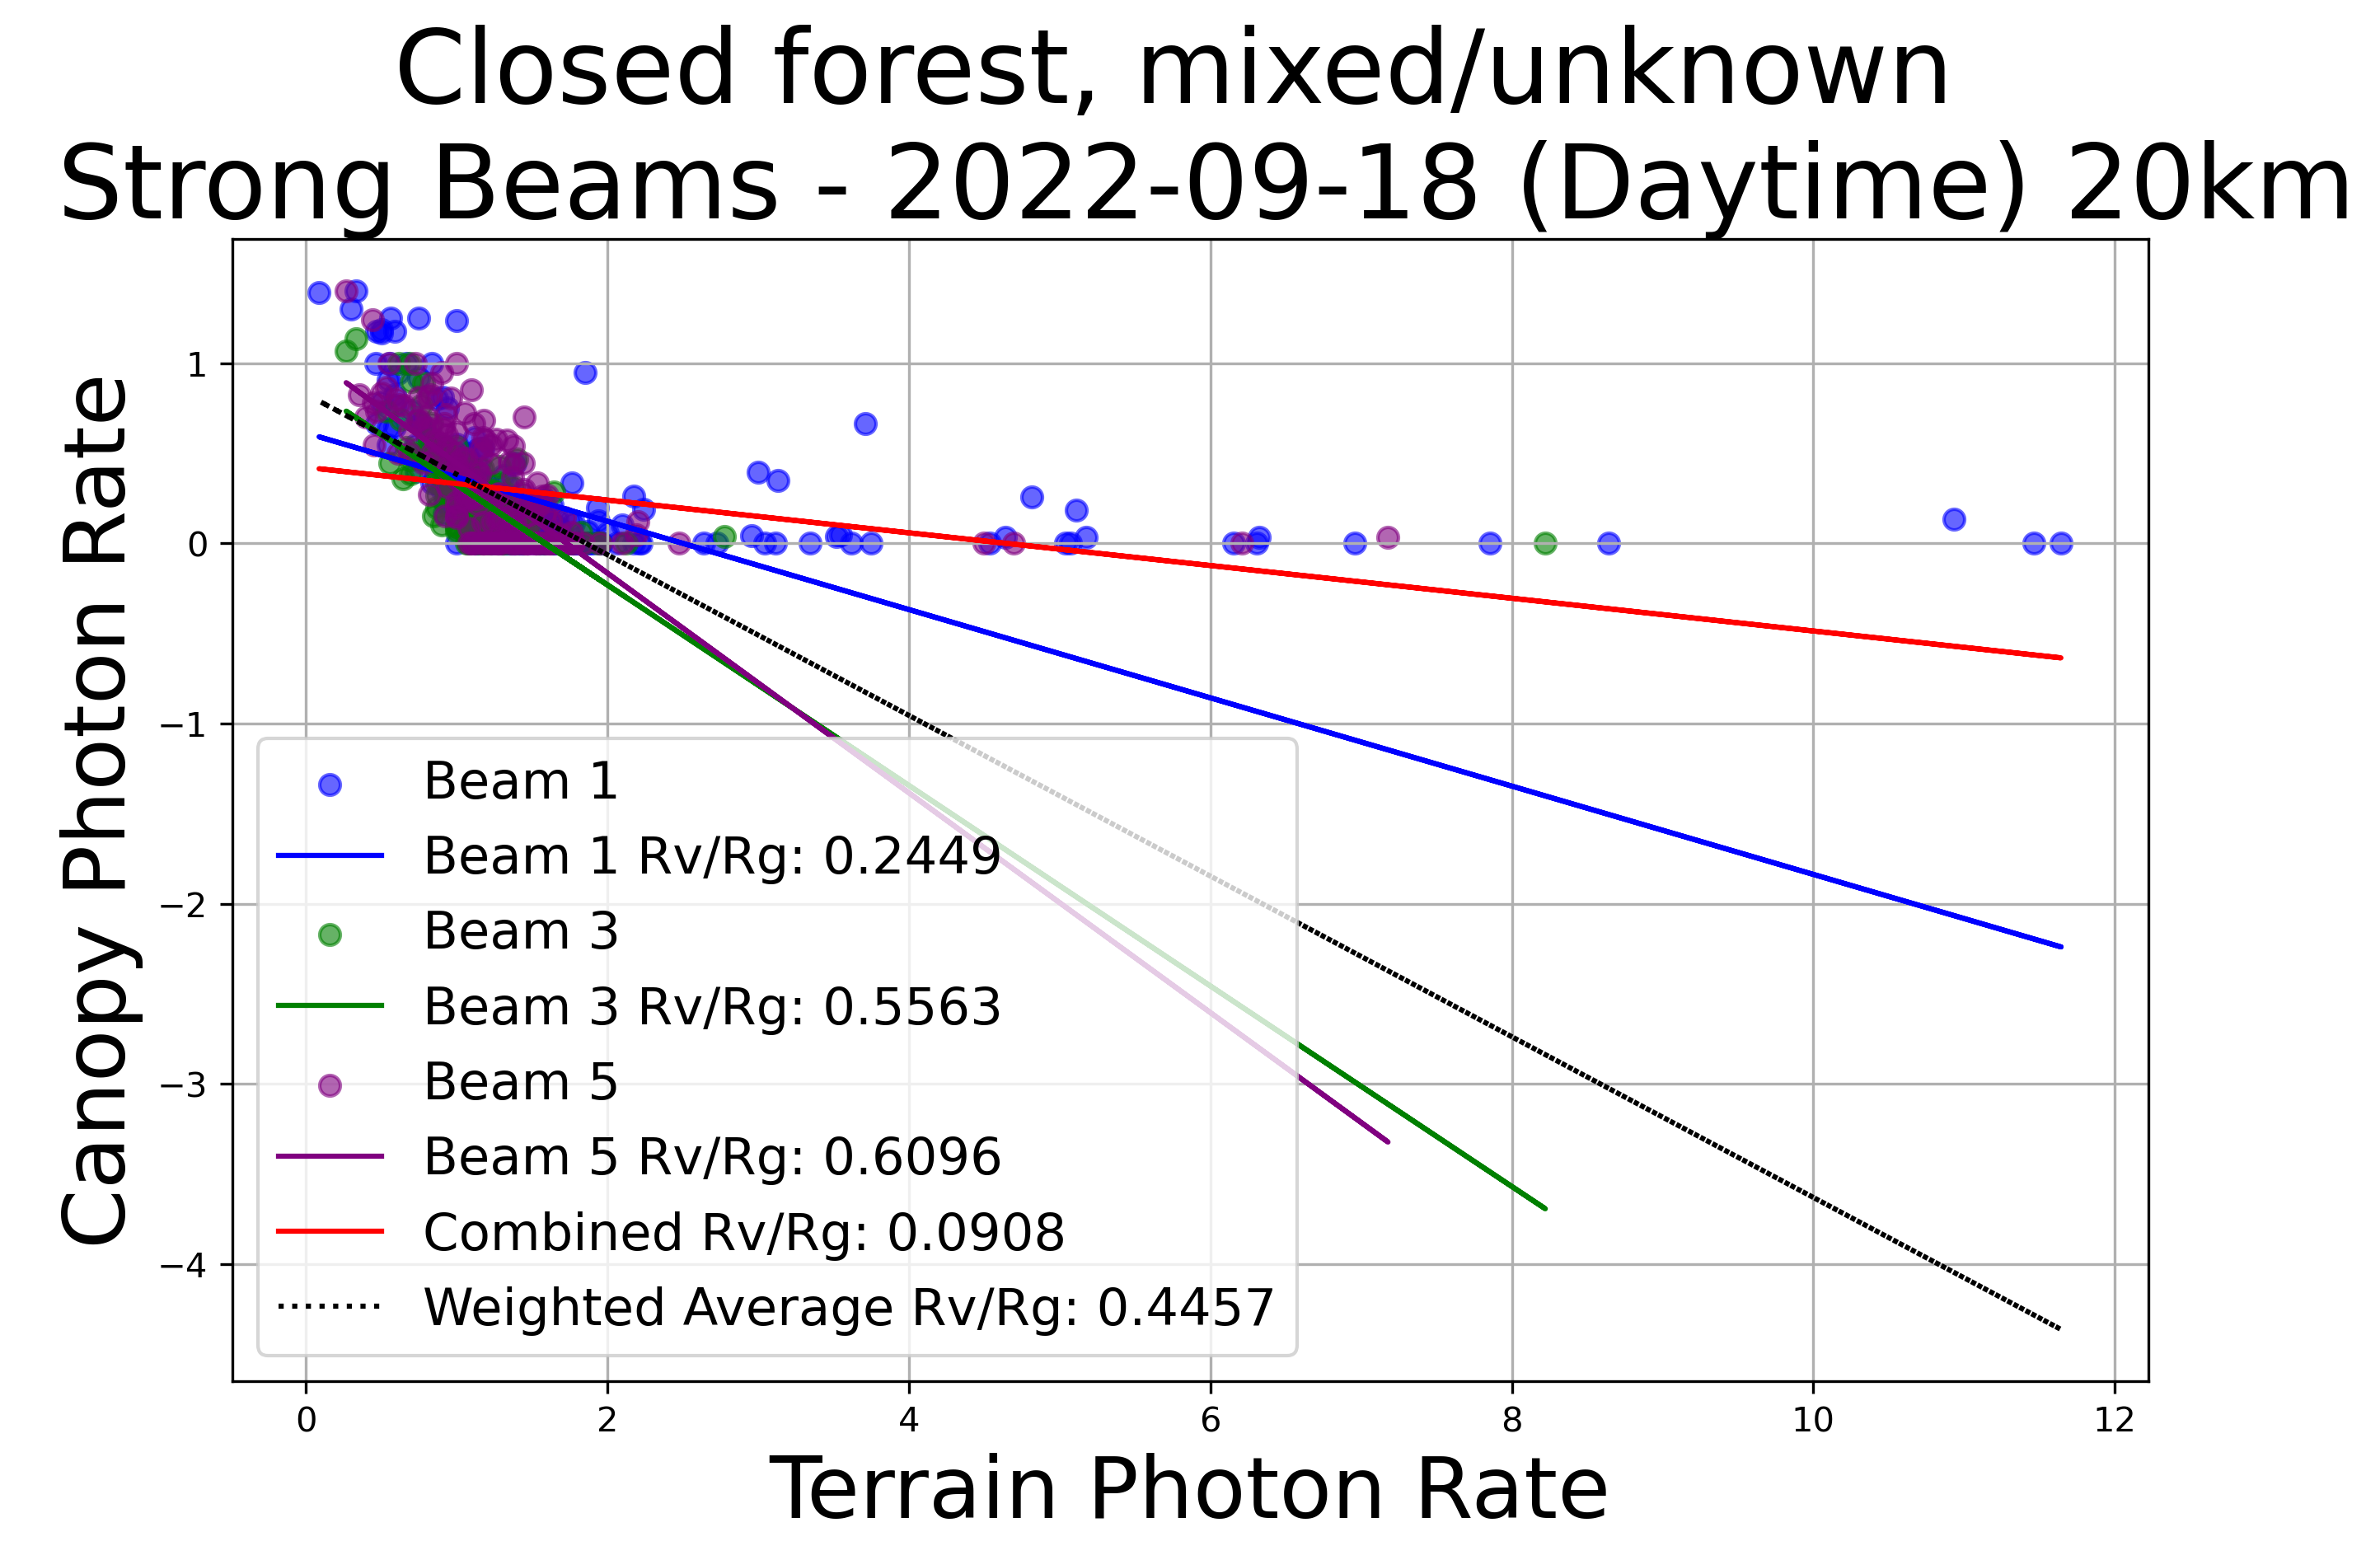 Closed forest, mixed/unknown
Strong Beams - 2022-09-18 (Daytime) 20km
Canopy Photon Rate
1
0
−1
−2
−3
−4
Beam 1
Beam 1 Rv/Rg: 0.2449
Beam 3
Beam 3 Rv/Rg: 0.5563
Beam 5
Beam 5 Rv/Rg: 0.6096
Combined Rv/Rg: 0.0908
Weighted Average Rv/Rg: 0.4457
0 2 4 6 8 10 12
Terrain Photon Rate